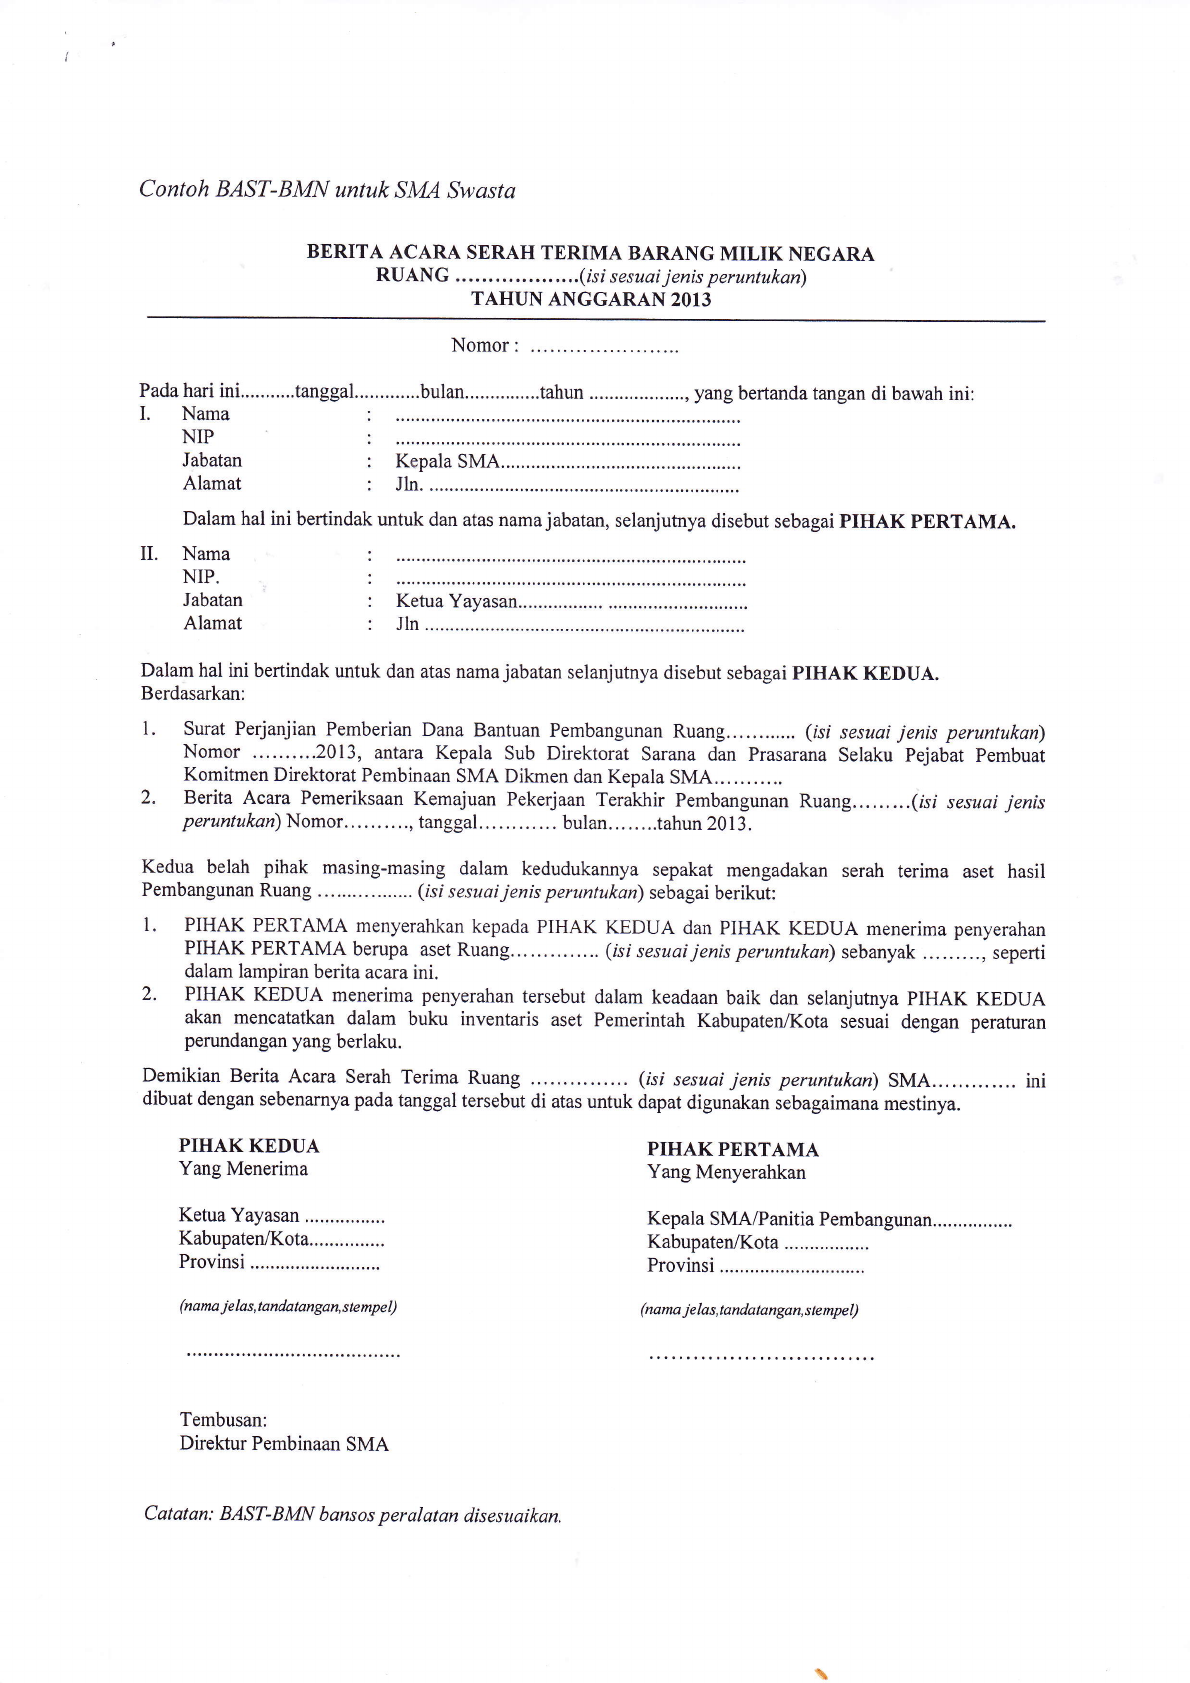 Contoh BAST-BMN untuk SMA Swasta
BERITA ACARA SERAH TERIMA BARANG MILIK NEGARA
RUANG ...................(isi sesuai jenis peruntukan)
TAHUN ANGGARAN 2013
Nomor : .......................
Pada hari ini...........tanggal.............bulan...............tahun ..................., yang bertanda tangan di bawah ini:
I. Nama : .....................................................................
NIP : .....................................................................
Jabatan : Kepala SMA................................................
Alamat : Jln. ..............................................................
Dalam hal ini bertindak untuk dan atas nama jabatan, selanjutnya disebut sebagai PIHAK PERTAMA.
II. Nama : ......................................................................
NIP. : ......................................................................
Jabatan : Ketua Yayasan................. ............................
Alamat : Jln ................................................................
Dalam hal ini bertindak untuk dan atas nama jabatan selanjutnya disebut sebagai PIHAK KEDUA.
Berdasarkan:
1. Surat Perjanjian Pemberian Dana Bantuan Pembangunan Ruang............ (isi sesuai jenis peruntukan)
Nomor ..........2013, antara Kepala Sub Direktorat Sarana dan Prasarana Selaku Pejabat Pembuat
Komitmen Direktorat Pembinaan SMA Dikmen dan Kepala SMA...........
2. Berita Acara Pemeriksaan Kemajuan Pekerjaan Terakhir Pembangunan Ruang.........(isi sesuai jenis
peruntukan) Nomor.........., tanggal............ bulan........tahun 2013.
Kedua belah pihak masing-masing dalam kedudukannya sepakat mengadakan serah terima aset hasil
Pembangunan Ruang ................ (isi sesuai jenis peruntukan) sebagai berikut:
1. PIHAK PERTAMA menyerahkan kepada PIHAK KEDUA dan PIHAK KEDUA menerima penyerahan
PIHAK PERTAMA berupa aset Ruang.............. (isi sesuai jenis peruntukan) sebanyak ........., seperti
dalam lampiran berita acara ini.
2. PIHAK KEDUA menerima penyerahan tersebut dalam keadaan baik dan selanjutnya PIHAK KEDUA
akan mencatatkan dalam buku inventaris aset Pemerintah Kabupaten/Kota sesuai dengan peraturan
perundangan yang berlaku.
Demikian Berita Acara Serah Terima Ruang ............... (isi sesuai jenis peruntukan) SMA............. ini
dibuat dengan sebenarnya pada tanggal tersebut di atas untuk dapat digunakan sebagaimana mestinya.
PIHAK KEDUA
Yang Menerima
Ketua Yayasan ................
Kabupaten/Kota...............
Provinsi ..........................
(nama jelas,tandatangan,stempel)
.......................................
PIHAK PERTAMA
Yang Menyerahkan
Kepala SMA/Panitia Pembangunan................
Kabupaten/Kota .................
Provinsi .............................
(nama jelas,tandatangan,stempel)
...............................
Tembusan:
Direktur Pembinaan SMA
Catatan: BAST-BMN bansos peralatan disesuaikan.